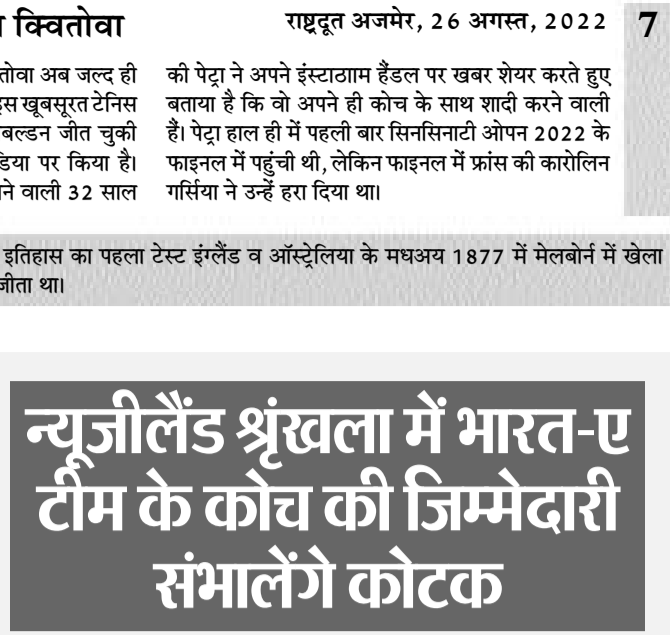 क्वितोवा
राष्ट्रदूत अजमेर, 26 अगस्त, 2022
7
तोवा अब जल्द ही
इस खूबसूरत टेनिस
बल्डन जीत चुकी
डिया पर किया है।
ने वाली 32 साल
की पेट्रा ने अपने इंस्टाठााम हैंडल पर खबर शेयर करते हुए
बताया है कि वो अपने ही कोच के साथ शादी करने वाली
हैं। पेट्रा हाल ही में पहली बार सिनसिनाटी ओपन 2022 के
फाइनल में पहुंची थी, लेकिन फाइनल में फ्रांस की कारोलिन
गर्सिया ने उन्हें हरा दिया था।
इतिहास का पहला टेस्ट इंग्लैंड व ऑस्ट्रेलिया के मधअय 1877 में मेलबोर्न में खेला
जीता था।
न्यूजीलैंड श्रृंखला में भारत-ए
टीम के कोच की जिम्मेदारी
संभालेंगे कोटक